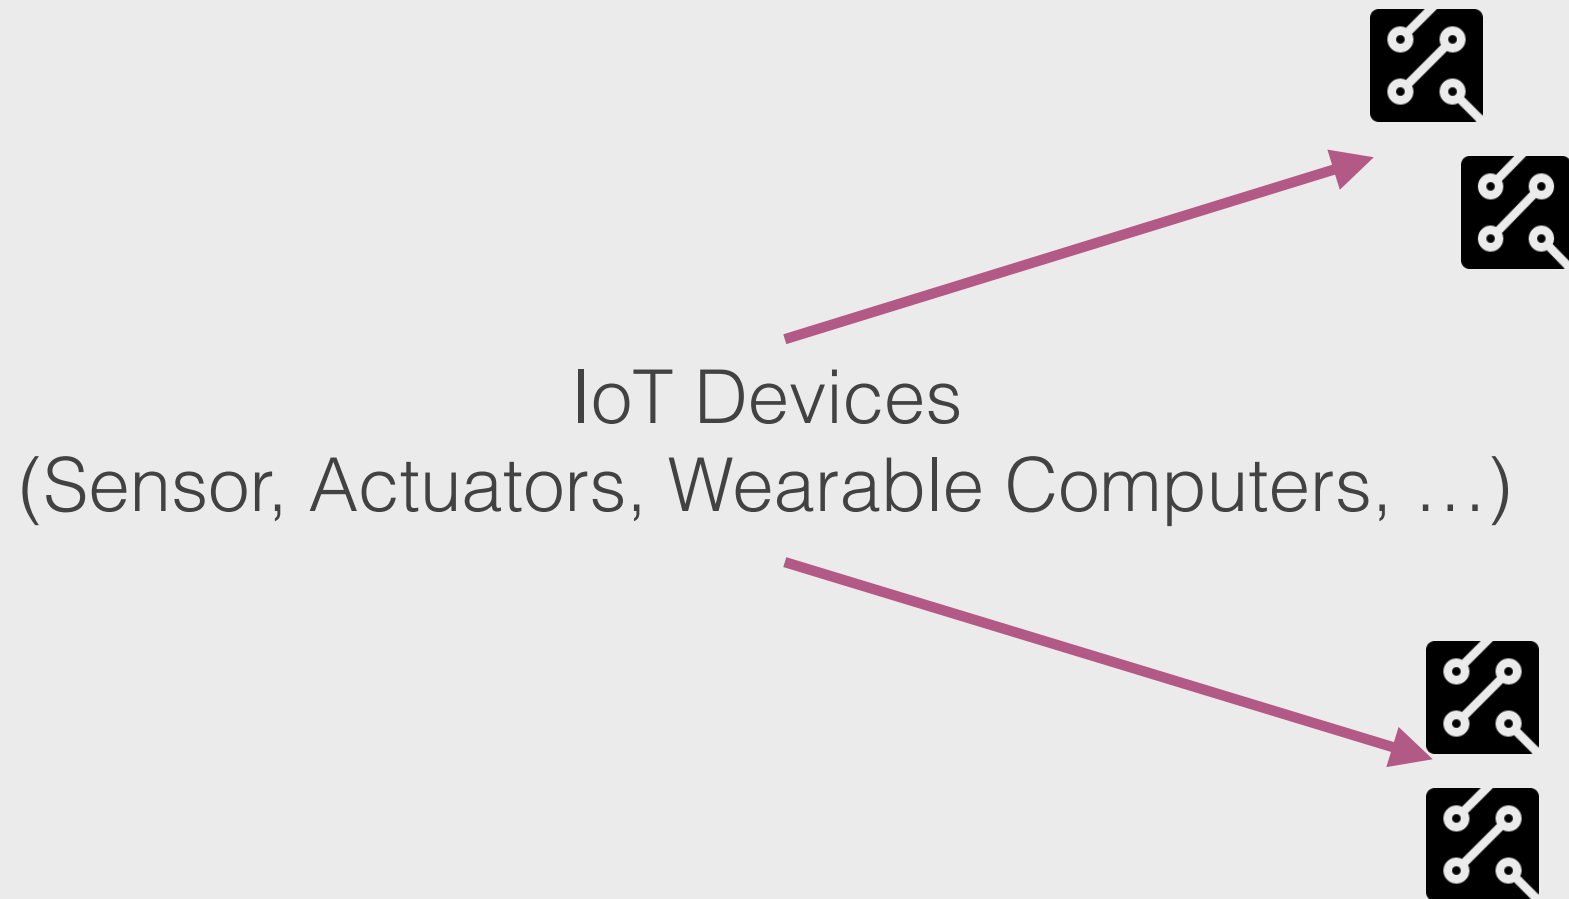 IoT Devices
(Sensor, Actuators, Wearable Computers, …)